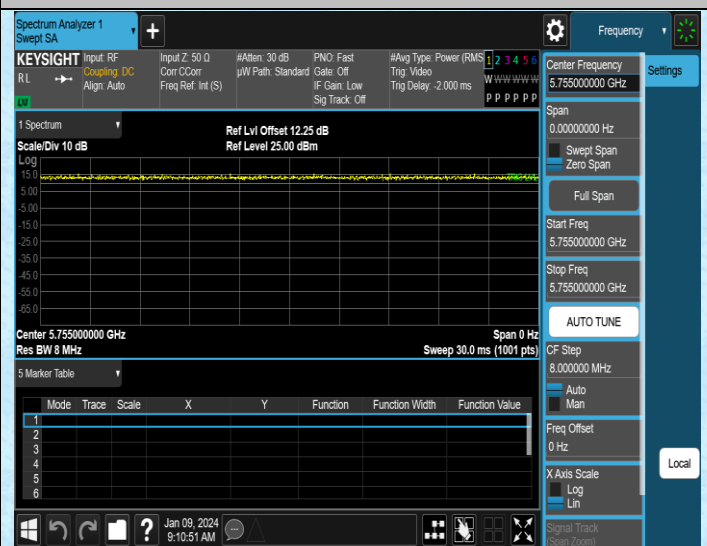 Spectrum Analyzer 1
Swept SA
+
Frequency
KEYSIGHT
Input: RF
Coupling: DC
Align: Auto
RL
LXI
Input Z: 50 Ω
Corr CCorr
Freq Ref: Int (S)
#Atten: 30 dB
µW Path: Standard
PNO: Fast
Gate: Off
IF Gain: Low
Sig Track: Off
#Avg Type: Power (RMS
Trig: Video
Trig Delay: -2.000 ms
1 2 3 4 5 6
W W W W W W
P P P P P P
Center Frequency
5.755000000 GHz
Settings
Span
0.00000000 Hz
Swept Span
Zero Span
Full Span
Start Freq
5.755000000 GHz
Stop Freq
5.755000000 GHz
AUTO TUNE
CF Step
8.000000 MHz
Auto
Man
Freq Offset
0 Hz
X Axis Scale
Log
Lin
Signal Track
(Span Zoom)
Local
1 Spectrum
Scale/Div 10 dB
Ref Lvl Offset 12.25 dB
Ref Level 25.00 dBm
Log
15.0
5.00
-5.00
-15.0
-25.0
-35.0
-45.0
-55.0
-65.0
Center 5.755000000 GHz
Span 0 Hz
Res BW 8 MHz
Sweep 30.0 ms (1001 pts)
5 Marker Table
Mode Trace Scale X Y Function Function Width Function Value
1
2
3
4
5
6
?
Jan 09, 2024
9:10:51 AM